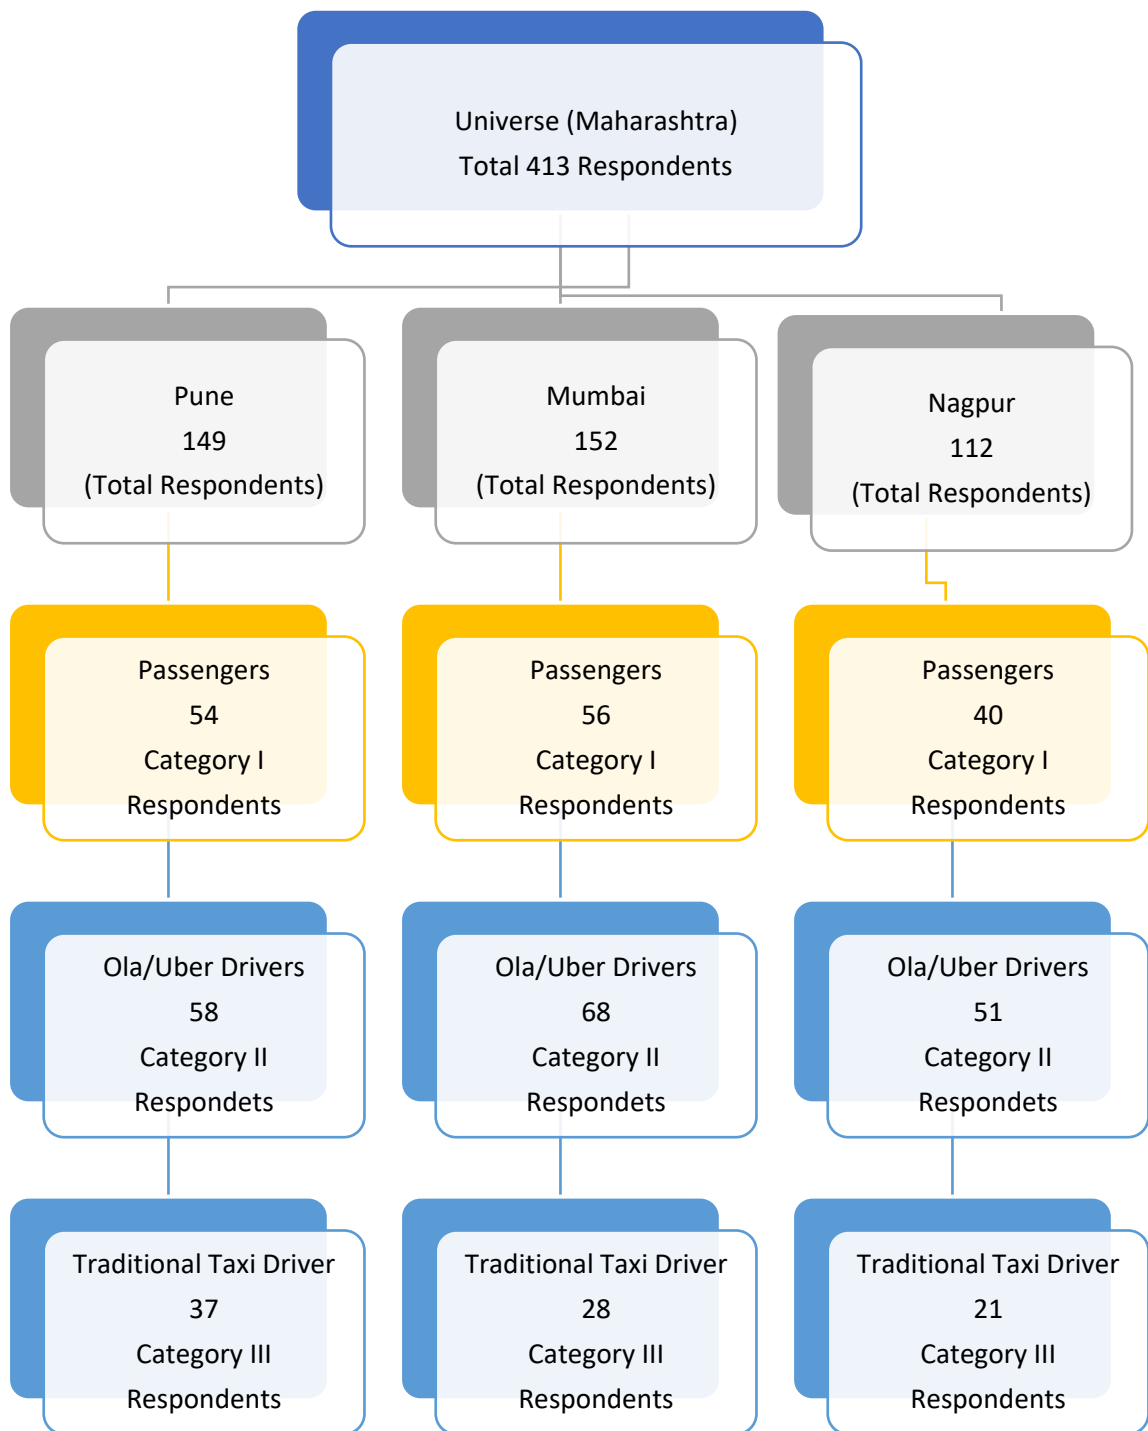 Universe (Maharashtra)
Total 413 Respondents
Pune
149
(Total Respondents)
Mumbai
152
(Total Respondents)
Nagpur
112
(Total Respondents)
Passengers
54
Category I
Respondents
Passengers
56
Category I
Respondents
Passengers
40
Category I
Respondents
Ola/Uber Drivers
58
Category II
Respondets
Ola/Uber Drivers
68
Category II
Respondets
Ola/Uber Drivers
51
Category II
Respondets
Traditional Taxi Driver
37
Category III
Respondents
Traditional Taxi Driver
28
Category III
Respondents
Traditional Taxi Driver
21
Category III
Respondents